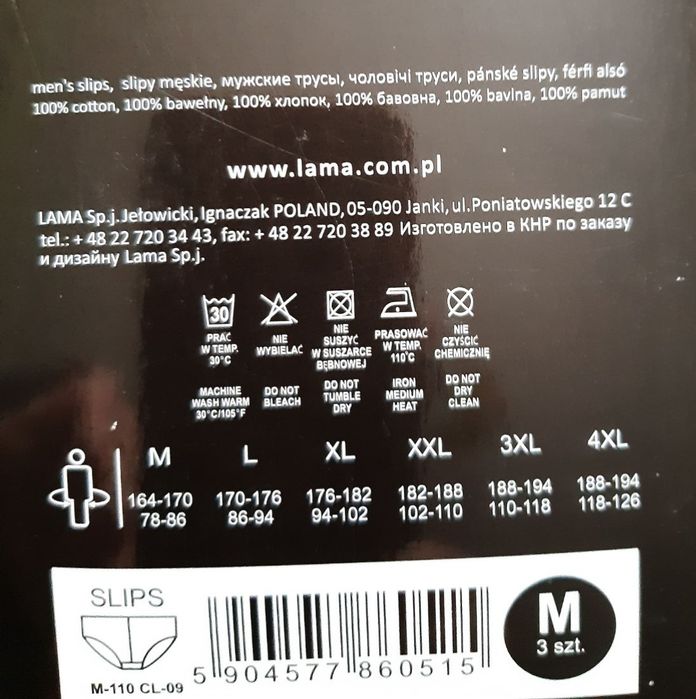 men's slips, slipy męskie, мужские трусы, чоловічі труси, pánské slipy, férfi alsó
100% cotton, 100% bawełny, 100% хлопок, 100% бавовна, 100% bavlna, 100% pamut
www.lama.com.pl
LAMA Sp.j. Jełowicki, Ignaczak POLAND, 05-090 Janki, ul. Poniatowskiego 12 C
tel.: + 48 22 720 34 43, fax: + 48 22 720 38 89 Изготовлено в КНР по заказу
и дизайну Lama Sp.j.
30
PRAĆ
W TEMP.
30°C
NIE
WYBIELAĆ
NIE
SUSZYĆ
W SUSZARCE
BĘBNOWEJ
PRASOWAĆ
W TEMP.
110°C
NIE
CZYŚCIĆ
CHEMICZNIE
MACHINE
WASH WARM
30°C/105°F
DO NOT
BLEACH
DO NOT
TUMBLE
DRY
IRON
MEDIUM
HEAT
DO NOT
DRY
CLEAN
M L XL XXL 3XL 4XL
164-170 170-176 176-182 182-188 188-194 188-194
78-86 86-94 94-102 102-110 110-118 118-126
SLIPS
M-110 CL-09
5 904577 860515
M
3 szt.